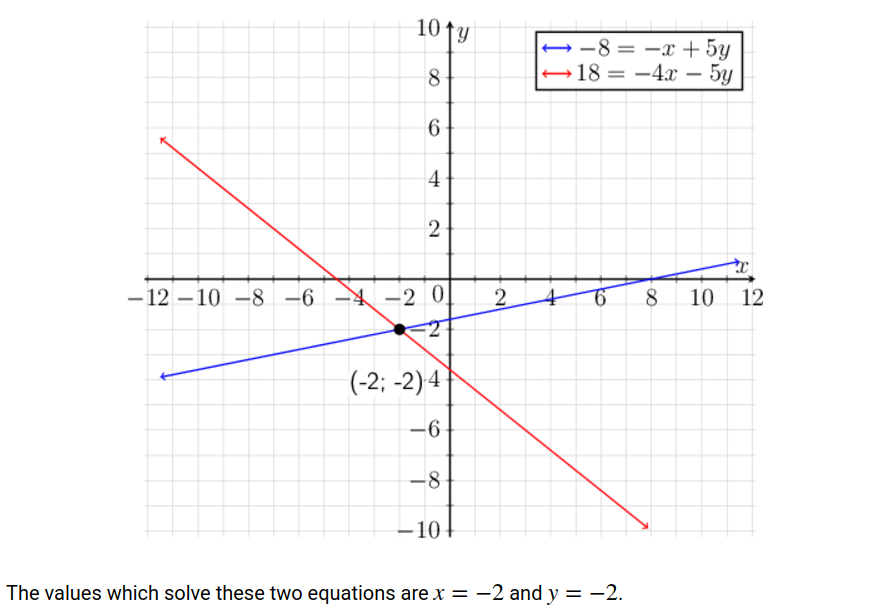 10 y
−8 = −x + 5y
18 = −4x − 5y
8
6
4
2
x
−12 −10 −8 −6 −4 −2 0 2 4 6 8 10 12
−2
(-2; -2) 4
−6
−8
−10
The values which solve these two equations are x = −2 and y = −2.